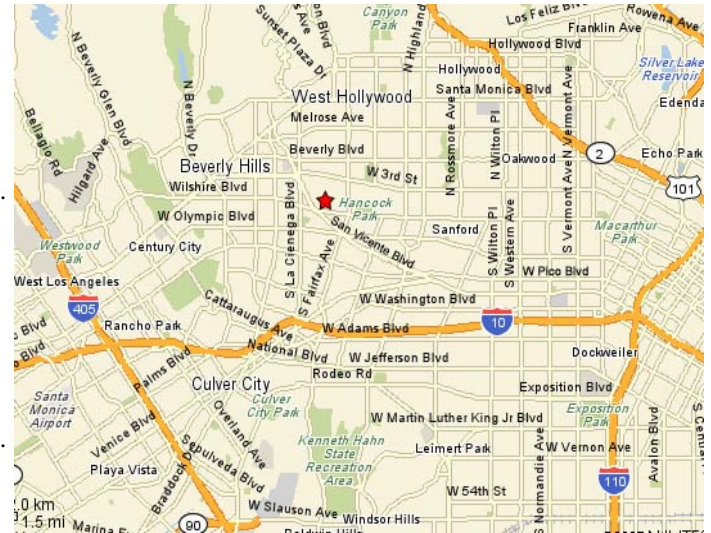 Canyon
Park
Los Feliz Blvd
Rowena Ave
Franklin Ave
Sunset Plaza Dr
N Highland
Hollywood Blvd
N Beverly Glen Blvd
N Beverly Dr
Hollywood
Silver Lake
Reservoir
Santa Monica Blvd
West Hollywood
Melrose Ave
Edenda
N Rossmore Ave
N Wilton Pl
N Vermont Ave
Bellagio Rd
Hilgard Ave
Beverly Blvd
2
Echo Park
Beverly Hills
Oakwood
W 3rd St
101
Wilshire Blvd
Hancock
Park
W Olympic Blvd
San Vicente Blvd
Sanford
S Vermont Ave
Macarthur
Park
Westwood
Park
Century City
S La Cienega Blvd
S Fairfax Ave
S Wilton Pl
S Western Ave
W Pico Blvd
West Los Angeles
405
Cattaraugus Ave
W Washington Blvd
10
Rancho Park
W Adams Blvd
National Blvd
W Jefferson Blvd
Dockweiler
Palms Blvd
Culver City
Rodeo Rd
Exposition Blvd
Santa
Monica
Airport
Culver
City Park
Overland Ave
W Martin Luther King Jr Blvd
Exposition
Park
Venice Blvd
Kenneth Hahn
State
Recreation
Area
Leimert Park
S Normandie Ave
W Vernon Ave
Avalon Blvd
Playa Vista
Braddock Dr
Sepulveda Blvd
W 54th St
110
W Slauson Ave
Windsor Hills
90
.0 km
1.5 mi